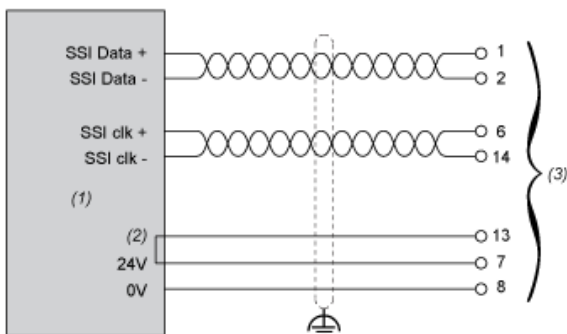 SSI Data + 1
SSI Data - 2
SSI clk + 6
SSI clk - 14
(1)
(3)
(2) 13
24V 7
0V 8